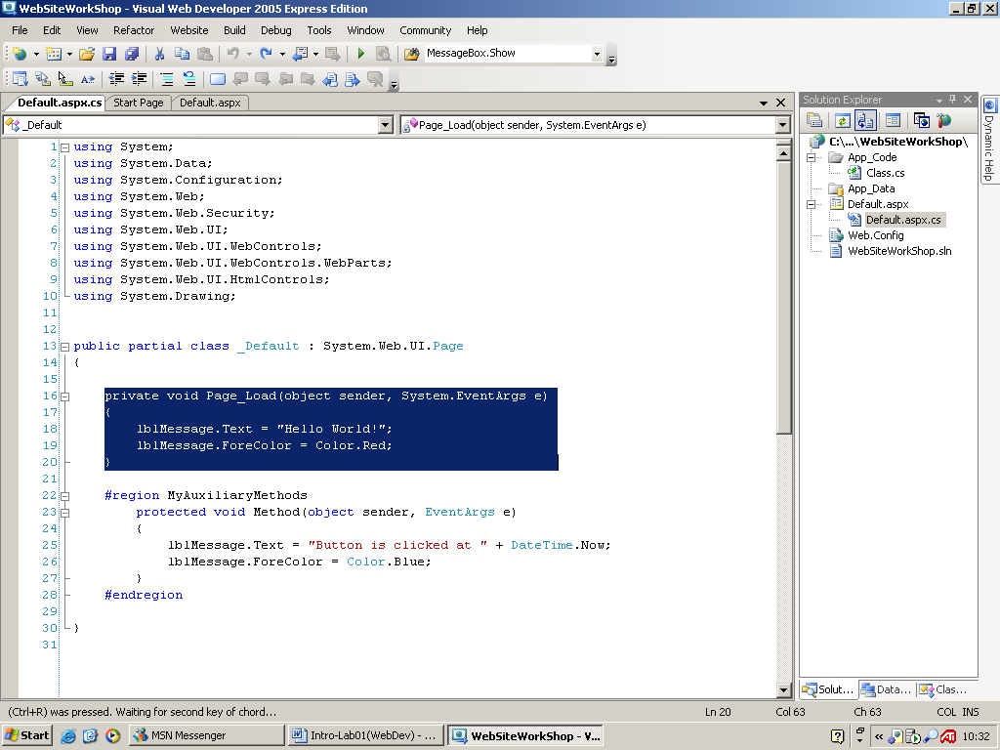 WebSiteWorkShop - Visual Web Developer 2005 Express Edition
File Edit View Refactor Website Build Debug Tools Window Community Help
MessageBox.Show
Default.aspx.cs Start Page Default.aspx
_Default
Page_Load(object sender, System.EventArgs e)
1 using System;
2 using System.Data;
3 using System.Configuration;
4 using System.Web;
5 using System.Web.Security;
6 using System.Web.UI;
7 using System.Web.UI.WebControls;
8 using System.Web.UI.WebControls.WebParts;
9 using System.Web.UI.HtmlControls;
10 using System.Drawing;
11
12
13 public partial class _Default : System.Web.UI.Page
14 {
15
16 private void Page_Load(object sender, System.EventArgs e)
17 {
18 lblMessage.Text = "Hello World!";
19 lblMessage.ForeColor = Color.Red;
20 }
21
22 #region MyAuxiliaryMethods
23 protected void Method(object sender, EventArgs e)
24 {
25 lblMessage.Text = "Button is clicked at " + DateTime.Now;
26 lblMessage.ForeColor = Color.Blue;
27 }
28 #endregion
29
30 }
31
Solution Explorer
C:\...\WebSiteWorkShop\
App_Code
Class.cs
App_Data
Default.aspx
Default.aspx.cs
Web.Config
WebSiteWorkShop.sln
Dynamic Help
Solut... Data... Clas...
(Ctrl+R) was pressed. Waiting for second key of chord... Ln 20 Col 63 Ch 63 COL INS
Start MSN Messenger Intro-Lab01(WebDev) - ... WebSiteWorkShop - V... 10:32